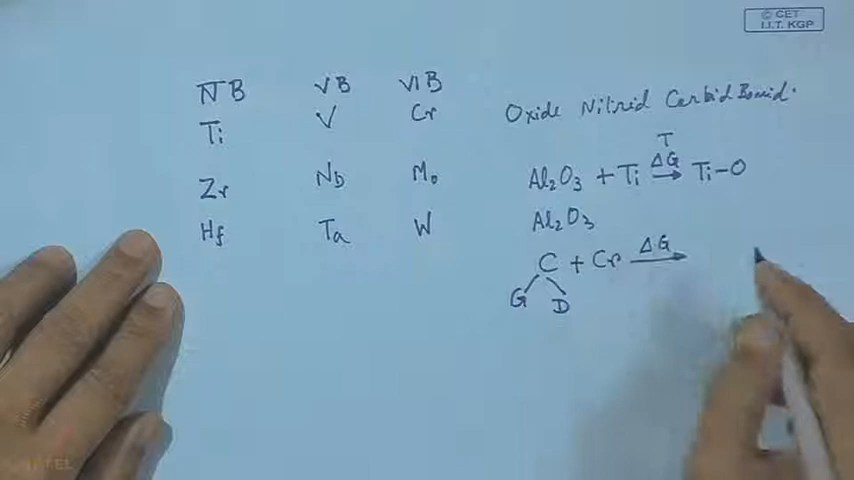 © CET
I.I.T. KGP
IVB VB VIB
Ti V Cr
Zr Nb Mo
Hf Ta W
Oxide Nitrid Carbid Borid.
T
Al₂O₃ + Ti ΔG→ Ti-O
Al₂O₃
C + Cr ΔG→
G D